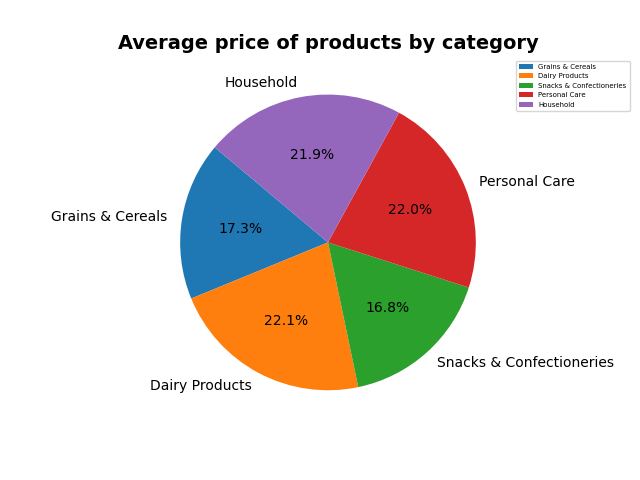 Average price of products by category
Grains & Cereals
Dairy Products
Snacks & Confectioneries
Personal Care
Household
Household
21.9%
Personal Care
22.0%
Grains & Cereals
17.3%
16.8%
22.1%
Snacks & Confectioneries
Dairy Products